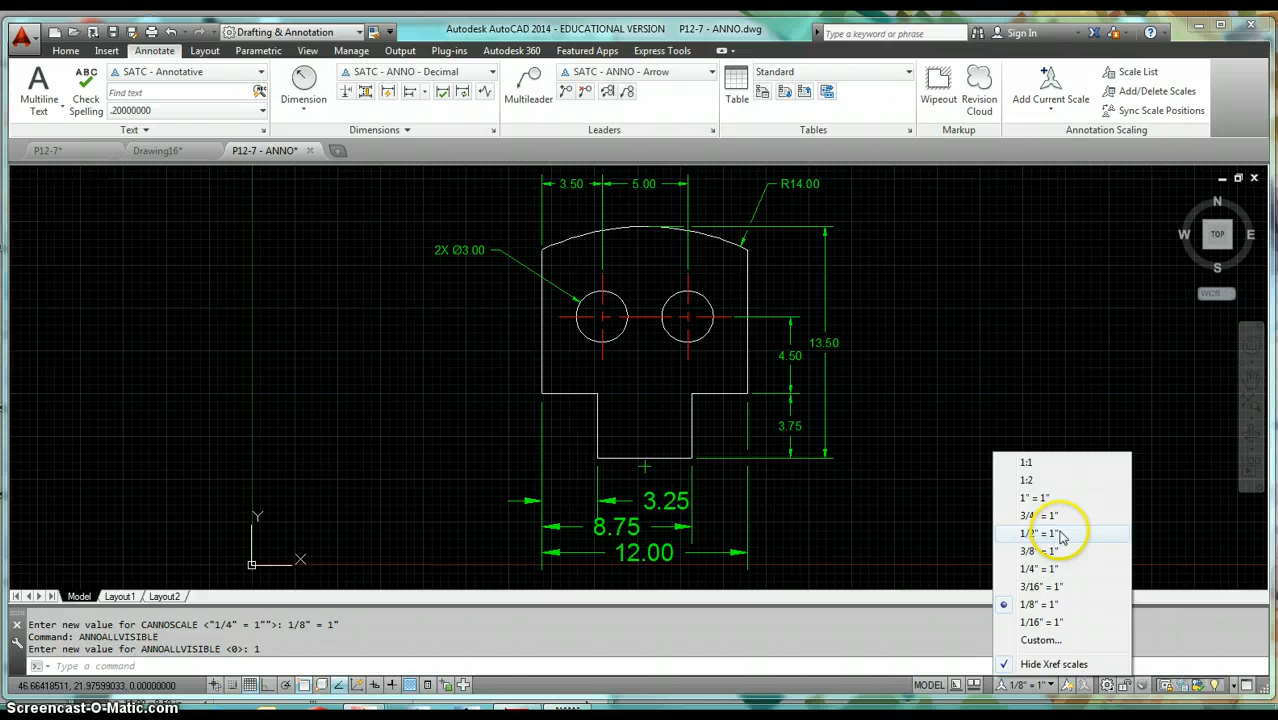 Drafting & Annotation
Autodesk AutoCAD 2014 - EDUCATIONAL VERSION P12-7 - ANNO.dwg
Type a keyword or phrase
Sign In
Home Insert Annotate Layout Parametric View Manage Output Plug-ins Autodesk 360 Featured Apps Express Tools
A ABC SATC - Annotative SATC - ANNO - Decimal SATC - ANNO - Arrow Standard
Scale List
Find text
Multiline Text
Check Spelling
Dimension
Multileader
Table
Wipeout
Revision Cloud
Add Current Scale
Add/Delete Scales
.20000000
Sync Scale Positions
Text Dimensions Leaders Tables Markup Annotation Scaling
P12-7* Drawing16* P12-7 - ANNO*
3.50 5.00 R14.00
N
W TOP E
S
WCS
2X Ø3.00
13.50
4.50
3.75
3.25
8.75
12.00
Y
X
1:1
1:2
1" = 1"
3/4" = 1"
1/2" = 1"
3/8" = 1"
1/4" = 1"
3/16" = 1"
1/8" = 1"
1/16" = 1"
Custom...
Hide Xref scales
Model Layout1 Layout2
Enter new value for CANNOSCALE <"1/4" = 1"">: 1/8" = 1"
Command: ANNOALLVISIBLE
Enter new value for ANNOALLVISIBLE <0>: 1
Type a command
46.66418511, 21.97599033, 0.00000000
MODEL
1/8" = 1"
Screencast-O-Matic.com